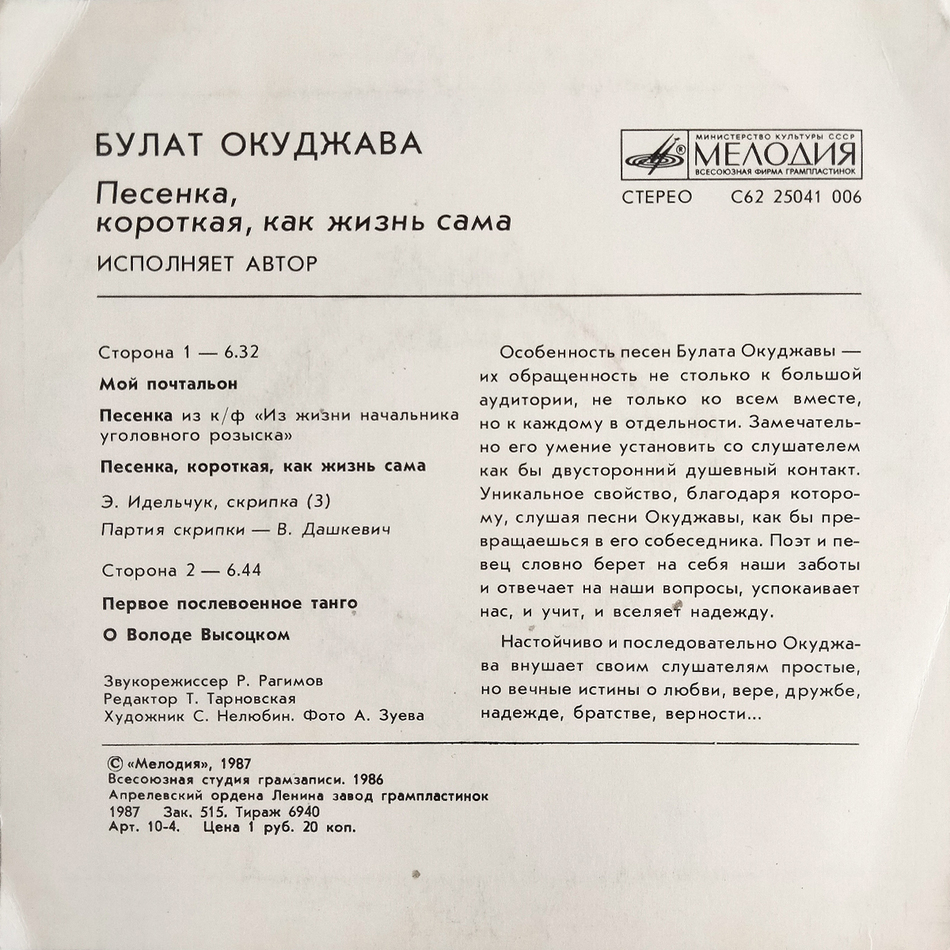 БУЛАТ ОКУДЖАВА
Песенка,
короткая, как жизнь сама
ИСПОЛНЯЕТ АВТОР
МИНИСТЕРСТВО КУЛЬТУРЫ СССР
®
МЕЛОДИЯ
ВСЕСОЮЗНАЯ ФИРМА ГРАМПЛАСТИНОК
СТЕРЕО С62 25041 006
Сторона 1 — 6.32
Мой почтальон
Песенка из к/ф «Из жизни начальника
уголовного розыска»
Песенка, короткая, как жизнь сама
Э. Идельчук, скрипка (3)
Партия скрипки — В. Дашкевич
Сторона 2 — 6.44
Первое послевоенное танго
О Володе Высоцком
Звукорежиссер Р. Рагимов
Редактор Т. Тарновская
Художник С. Нелюбин. Фото А. Зуева
Особенность песен Булата Окуджавы —
их обращенность не столько к большой
аудитории, не только ко всем вместе,
но к каждому в отдельности. Замечатель-
но его умение установить со слушателем
как бы двусторонний душевный контакт.
Уникальное свойство, благодаря которо-
му, слушая песни Окуджавы, как бы пре-
вращаешься в его собеседника. Поэт и пе-
вец словно берет на себя наши заботы
и отвечает на наши вопросы, успокаивает
нас, и учит, и вселяет надежду.
Настойчиво и последовательно Окуджа-
ва внушает своим слушателям простые,
но вечные истины о любви, вере, дружбе,
надежде, братстве, верности...
© «Мелодия», 1987
Всесоюзная студия грамзаписи. 1986
Апрелевский ордена Ленина завод грампластинок
1987 Зак. 515. Тираж 6940
Арт. 10-4. Цена 1 руб. 20 коп.